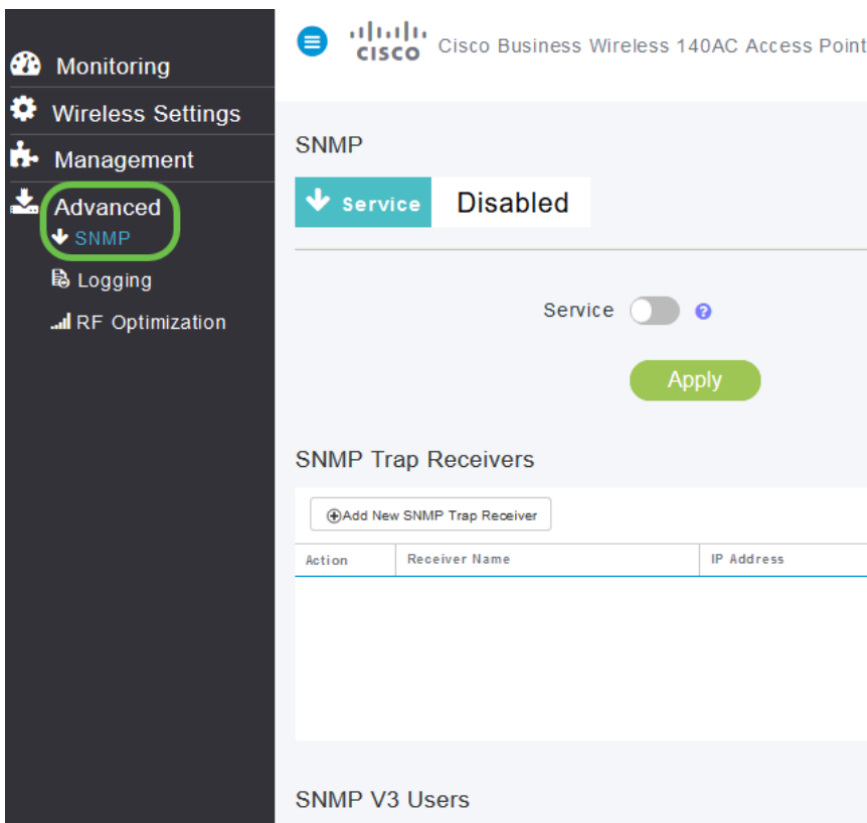 Monitoring
Wireless Settings
Management
Advanced
SNMP
Logging
RF Optimization
CISCO
Cisco Business Wireless 140AC Access Point
SNMP
Service Disabled
Service
Apply
SNMP Trap Receivers
Add New SNMP Trap Receiver
Action Receiver Name IP Address
SNMP V3 Users